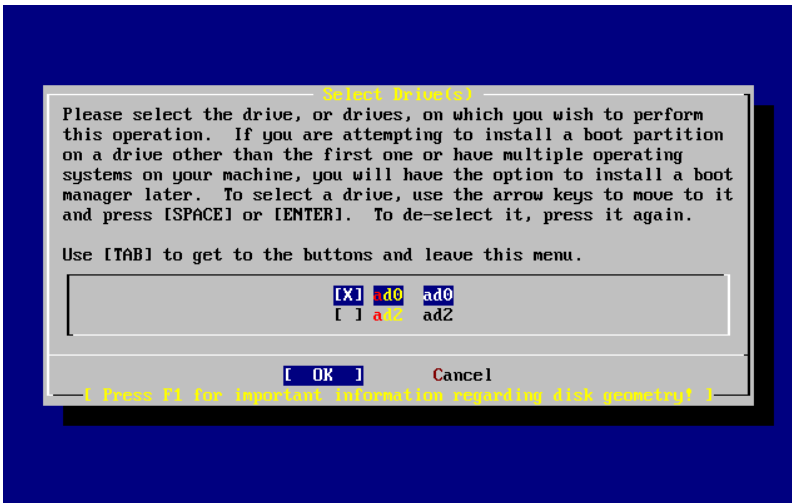 Select Drive(s)
Please select the drive, or drives, on which you wish to perform
this operation.  If you are attempting to install a boot partition
on a drive other than the first one or have multiple operating
systems on your machine, you will have the option to install a boot
manager later.  To select a drive, use the arrow keys to move to it
and press [SPACE] or [ENTER].  To de-select it, press it again.
Use [TAB] to get to the buttons and leave this menu.
[X] ad0  ad0
[ ] ad2  ad2
[  OK  ]  Cancel
[ Press F1 for important information regarding disk geometry! ]